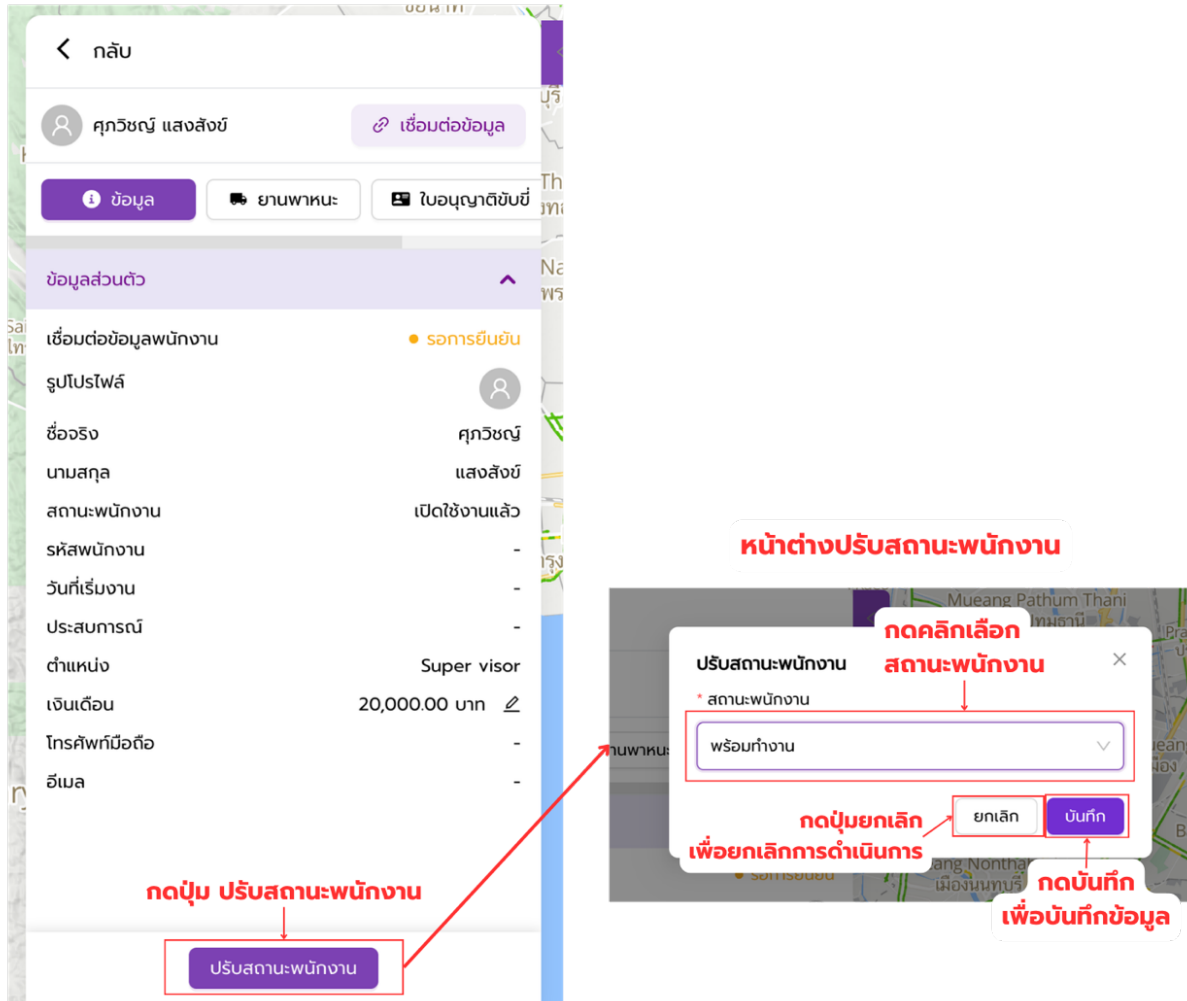 ชัยนาท
กลับ
ศุภวิชญ์ แสงสังข์
เชื่อมต่อข้อมูล
ข้อมูล
ยานพาหนะ
ใบอนุญาติขับขี่
ข้อมูลส่วนตัว
เชื่อมต่อข้อมูลพนักงาน
รอการยืนยัน
รูปโปรไฟล์
ชื่อจริง
ศุภวิชญ์
นามสกุล
แสงสังข์
สถานะพนักงาน
เปิดใช้งานแล้ว
รหัสพนักงาน
-
วันที่เริ่มงาน
-
ประสบการณ์
-
ตำแหน่ง
Super visor
เงินเดือน
20,000.00 บาท
โทรศัพท์มือถือ
-
อีเมล
-
กดปุ่ม ปรับสถานะพนักงาน
ปรับสถานะพนักงาน
หน้าต่างปรับสถานะพนักงาน
Mueang Pathum Thani
กดคลิกเลือก
สถานะพนักงาน
ปรับสถานะพนักงาน
* สถานะพนักงาน
พร้อมทำงาน
ยกเลิก
บันทึก
กดปุ่มยกเลิก
เพื่อยกเลิกการดำเนินการ
รอการยืนยัน
เมืองนนทบุรี
กดบันทึก
เพื่อบันทึกข้อมูล